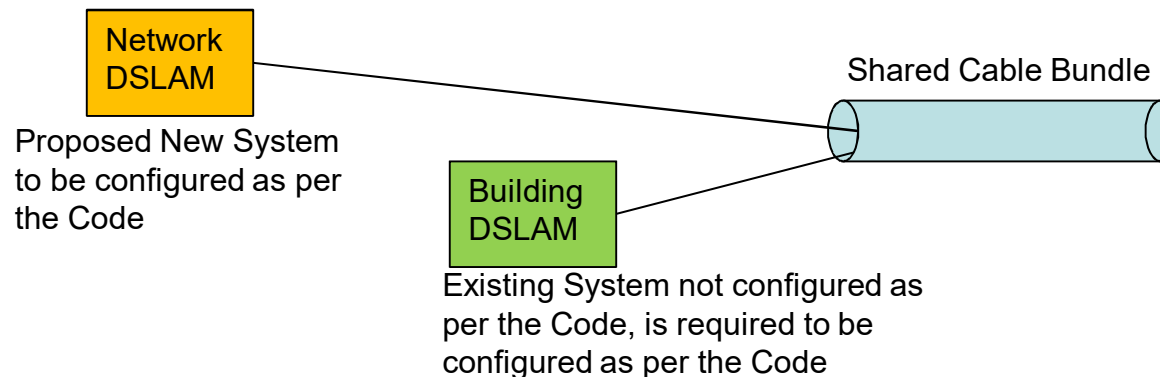 Network
DSLAM
Shared Cable Bundle
Proposed New System
to be configured as per
the Code
Building
DSLAM
Existing System not configured as
per the Code, is required to be
configured as per the Code